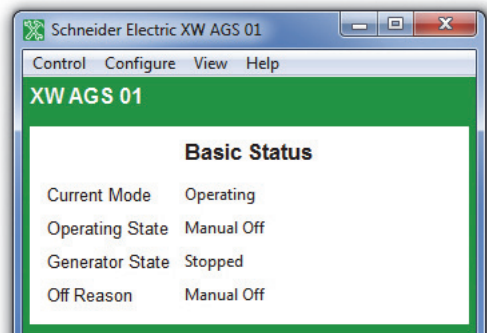 Schneider Electric XW AGS 01
Control Configure View Help
XW AGS 01
Basic Status
Current Mode Operating
Operating State Manual Off
Generator State Stopped
Off Reason Manual Off